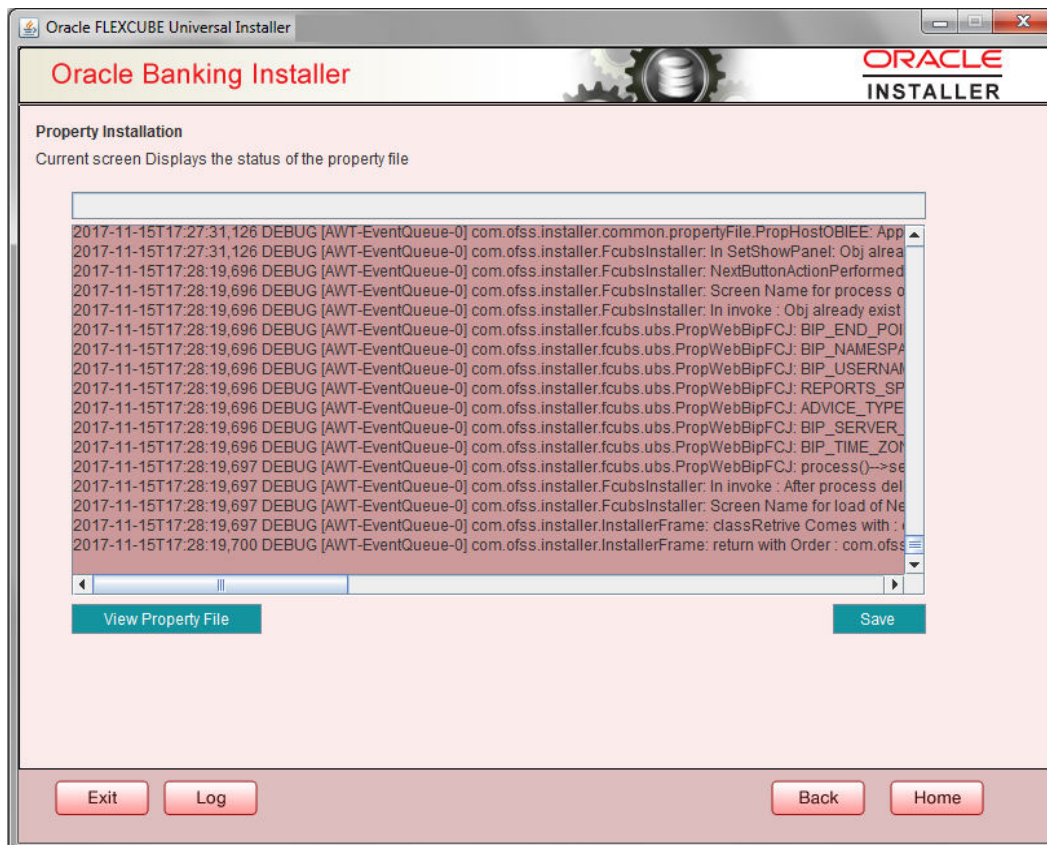 Oracle FLEXCUBE Universal Installer
Oracle Banking Installer
ORACLE
INSTALLER
Property Installation
Current screen Displays the status of the property file
2017-11-15T17:27:31,126 DEBUG [AWT-EventQueue-0] com.ofss.installer.common.propertyFile.PropHostOBIEE: App
2017-11-15T17:27:31,126 DEBUG [AWT-EventQueue-0] com.ofss.installer.FcubsInstaller: In SetShowPanel: Obj alrea
2017-11-15T17:28:19,696 DEBUG [AWT-EventQueue-0] com.ofss.installer.FcubsInstaller: NextButtonActionPerformed
2017-11-15T17:28:19,696 DEBUG [AWT-EventQueue-0] com.ofss.installer.FcubsInstaller: Screen Name for process o
2017-11-15T17:28:19,696 DEBUG [AWT-EventQueue-0] com.ofss.installer.FcubsInstaller: In invoke : Obj already exist
2017-11-15T17:28:19,696 DEBUG [AWT-EventQueue-0] com.ofss.installer.fcubs.ubs.PropWebBipFCJ: BIP_END_POI
2017-11-15T17:28:19,696 DEBUG [AWT-EventQueue-0] com.ofss.installer.fcubs.ubs.PropWebBipFCJ: BIP_NAMESPA
2017-11-15T17:28:19,696 DEBUG [AWT-EventQueue-0] com.ofss.installer.fcubs.ubs.PropWebBipFCJ: BIP_USERNAM
2017-11-15T17:28:19,696 DEBUG [AWT-EventQueue-0] com.ofss.installer.fcubs.ubs.PropWebBipFCJ: REPORTS_SP
2017-11-15T17:28:19,696 DEBUG [AWT-EventQueue-0] com.ofss.installer.fcubs.ubs.PropWebBipFCJ: ADVICE_TYPE
2017-11-15T17:28:19,696 DEBUG [AWT-EventQueue-0] com.ofss.installer.fcubs.ubs.PropWebBipFCJ: BIP_SERVER_
2017-11-15T17:28:19,696 DEBUG [AWT-EventQueue-0] com.ofss.installer.fcubs.ubs.PropWebBipFCJ: BIP_TIME_ZON
2017-11-15T17:28:19,697 DEBUG [AWT-EventQueue-0] com.ofss.installer.fcubs.ubs.PropWebBipFCJ: process()-->se
2017-11-15T17:28:19,697 DEBUG [AWT-EventQueue-0] com.ofss.installer.FcubsInstaller: In invoke : After process del
2017-11-15T17:28:19,697 DEBUG [AWT-EventQueue-0] com.ofss.installer.FcubsInstaller: Screen Name for load of Ne
2017-11-15T17:28:19,697 DEBUG [AWT-EventQueue-0] com.ofss.installer.InstallerFrame: classRetrive Comes with :
2017-11-15T17:28:19,700 DEBUG [AWT-EventQueue-0] com.ofss.installer.InstallerFrame: return with Order : com.ofss
View Property File
Save
Exit
Log
Back
Home